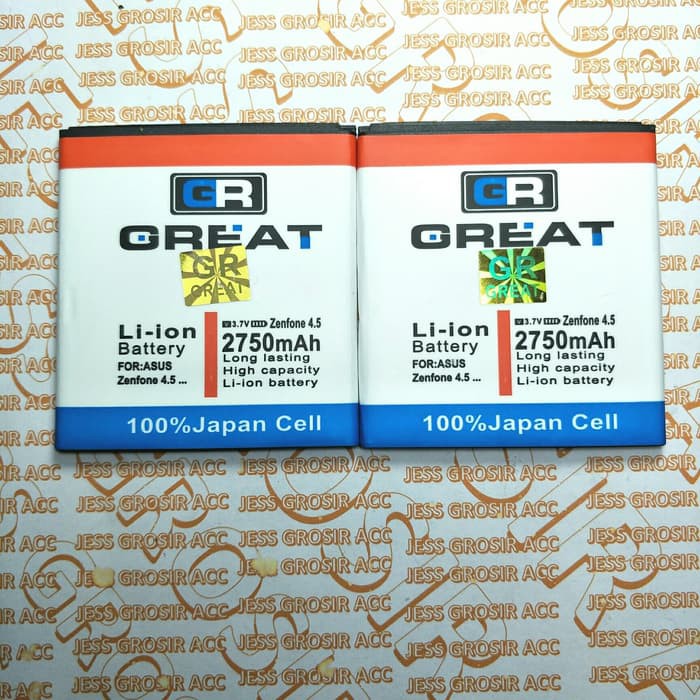 GR
GREAT
GR
GREAT
Li-ion
Battery
FOR:ASUS
Zenfone 4.5 ...
3.7V Zenfone 4.5
2750mAh
Long lasting
High capacity
Li-ion battery
100%Japan Cell
GR
GREAT
GR
GREAT
Li-ion
Battery
FOR:ASUS
Zenfone 4.5 ...
3.7V Zenfone 4.5
2750mAh
Long lasting
High capacity
Li-ion battery
100%Japan Cell
JESS GROSIR ACC